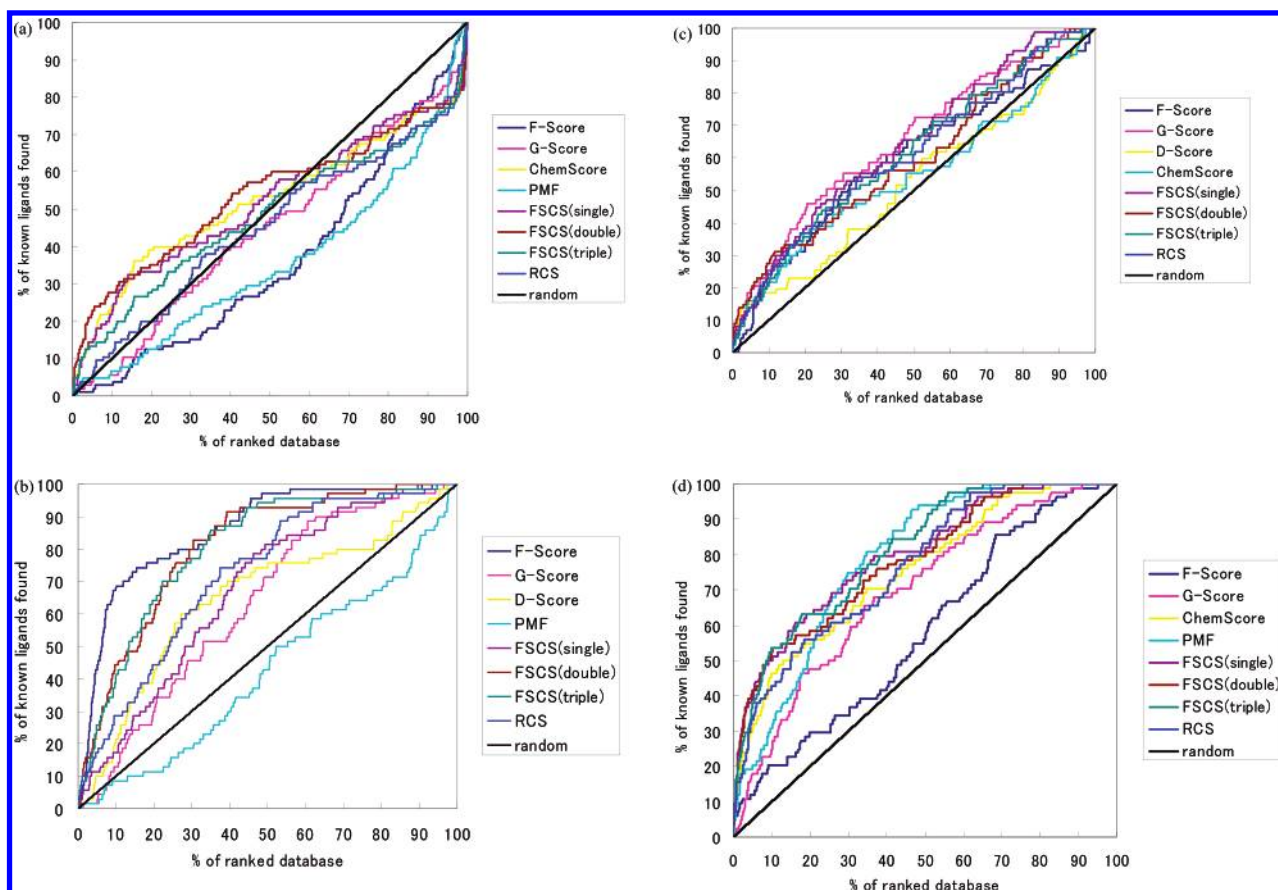 (a)
100
90
80
70
60
50
40
30
20
10
0
% of known ligands found
0 10 20 30 40 50 60 70 80 90 100
% of ranked database
F-Score
G-Score
ChemScore
PMF
FSCS(single)
FSCS(double)
FSCS(triple)
RCS
random
(c)
100
90
80
70
60
50
40
30
20
10
0
% of known ligands found
0 10 20 30 40 50 60 70 80 90 100
% of ranked database
F-Score
G-Score
D-Score
ChemScore
FSCS(single)
FSCS(double)
FSCS(triple)
RCS
random
(b)
100
90
80
70
60
50
40
30
20
10
0
% of known ligands found
0 10 20 30 40 50 60 70 80 90 100
% of ranked database
F-Score
G-Score
D-Score
PMF
FSCS(single)
FSCS(double)
FSCS(triple)
RCS
random
(d)
100
90
80
70
60
50
40
30
20
10
0
% of known ligands found
0 10 20 30 40 50 60 70 80 90 100
% of ranked database
F-Score
G-Score
ChemScore
PMF
FSCS(single)
FSCS(double)
FSCS(triple)
RCS
random